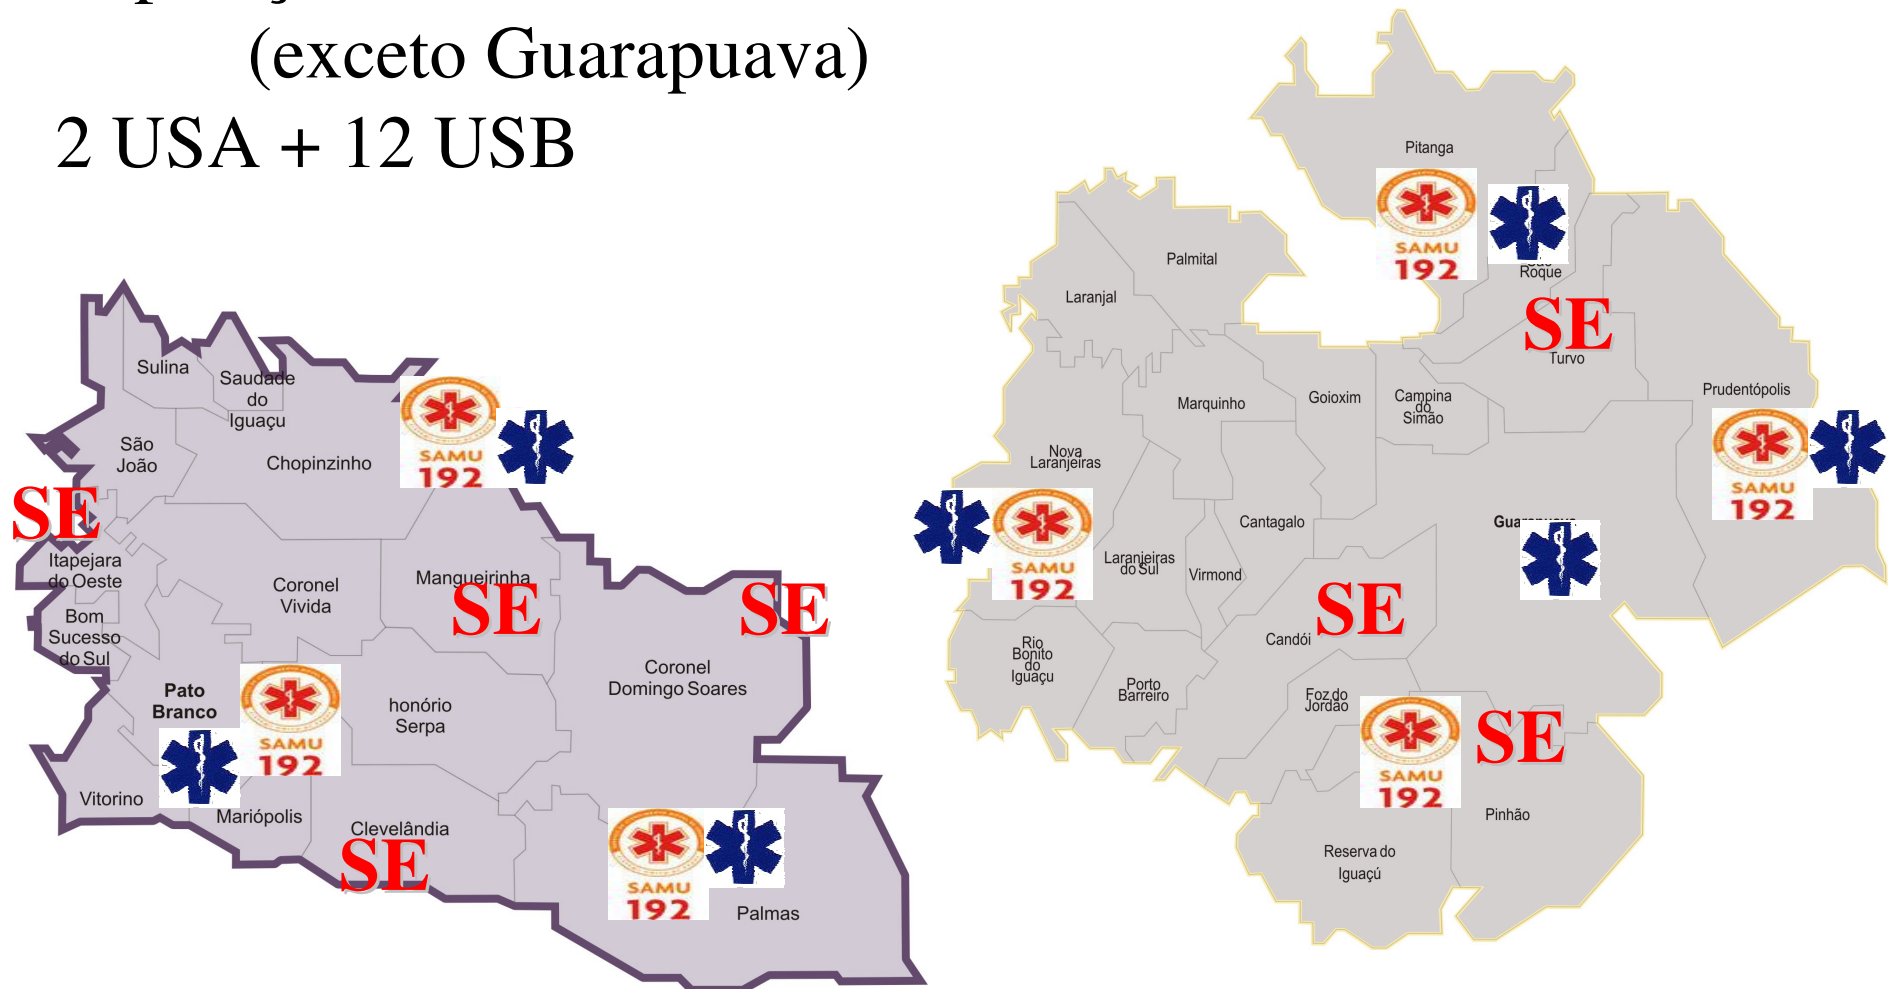 (exceto Guarapuava)
2 USA + 12 USB
Sulina
Saudade
do
Iguaçu
São
João
Chopinzinho
SAMU
192
SE
Itapejara
do Oeste
Bom
Sucesso
do Sul
Coronel
Vivida
Mangueirinha
SE
SE
Coronel
Domingo Soares
Pato
Branco
SAMU
192
honório
Serpa
Vitorino
Mariópolis
Clevelândia
SE
SAMU
192
Palmas
Pitanga
SAMU
192
Roque
SE
Turvo
Palmital
Laranjal
Marquinho
Goioxim
Campina
do
Simão
Prudentópolis
SAMU
192
Nova
Laranjeiras
SAMU
192
Laranjeiras
do Sul
Virmond
Cantagalo
Guarapuava
SE
Candói
Rio
Bonito
do
Iguaçu
Porto
Barreiro
Foz do
Jordão
SAMU
192
SE
Pinhão
Reserva do
Iguaçú